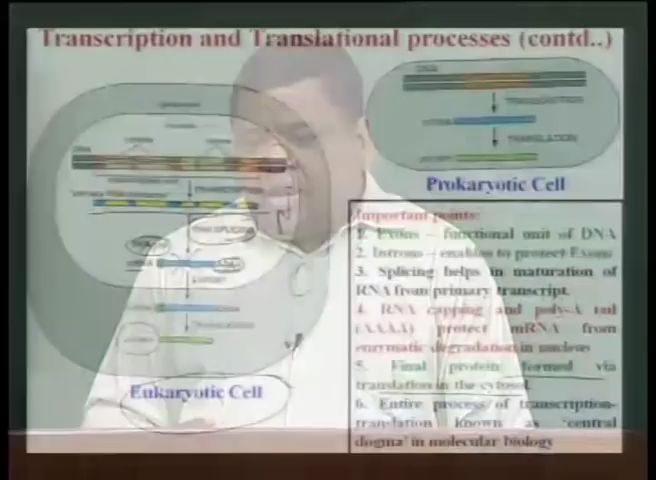 Transcription and Translational processes (contd..)
DNA
TRANSCRIPTION
TRANSLATION
Prokaryotic Cell
DNA
Eukaryotic Cell
Important points:
1. Exons – functional unit of DNA
2. Introns – enable to protect Exons
3. Splicing helps in maturation of
RNA from primary transcript.
4. RNA capping and poly-A tail
(AAAA) protect mRNA from
enzymatic degradation in nucleus
5. Final protein formed via
translation in the cytosol
6. Entire process of transcription-
translation known as 'central
dogma' in molecular biology